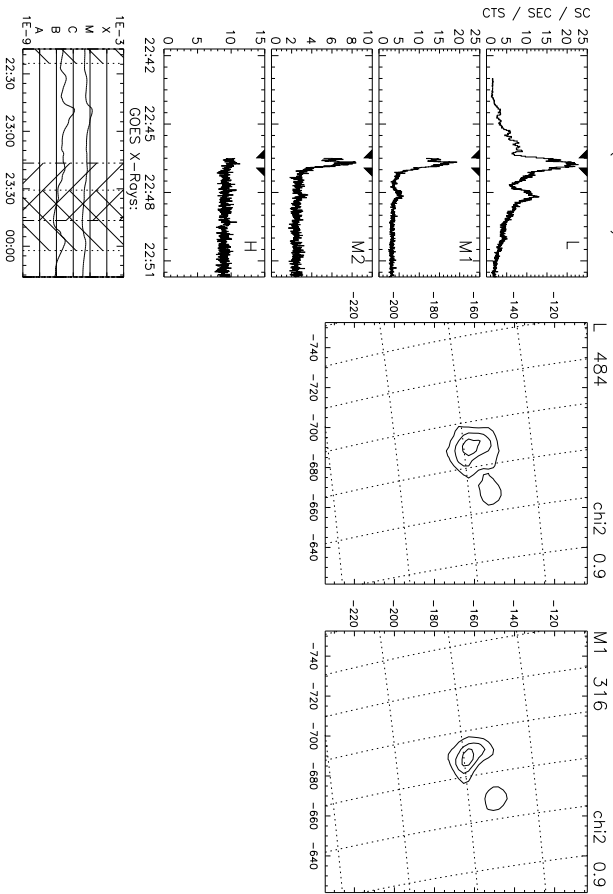 CTS / SEC / SC
0 5 10 15 20 25
L
0 5 10 15 20 25
M1
0 2 4 6 8 10
M2
0 5 10 15
H
22:42 22:45 22:48 22:51
GOES X-Rays:
1E-3
X
M
C
B
A
1E-9
22:30 23:00 23:30 00:00
L 484 chi2 0.9
-120
-140
-160
-180
-200
-220
-740 -720 -700 -680 -660 -640
M1 316 chi2 0.9
-120
-140
-160
-180
-200
-220
-740 -720 -700 -680 -660 -640